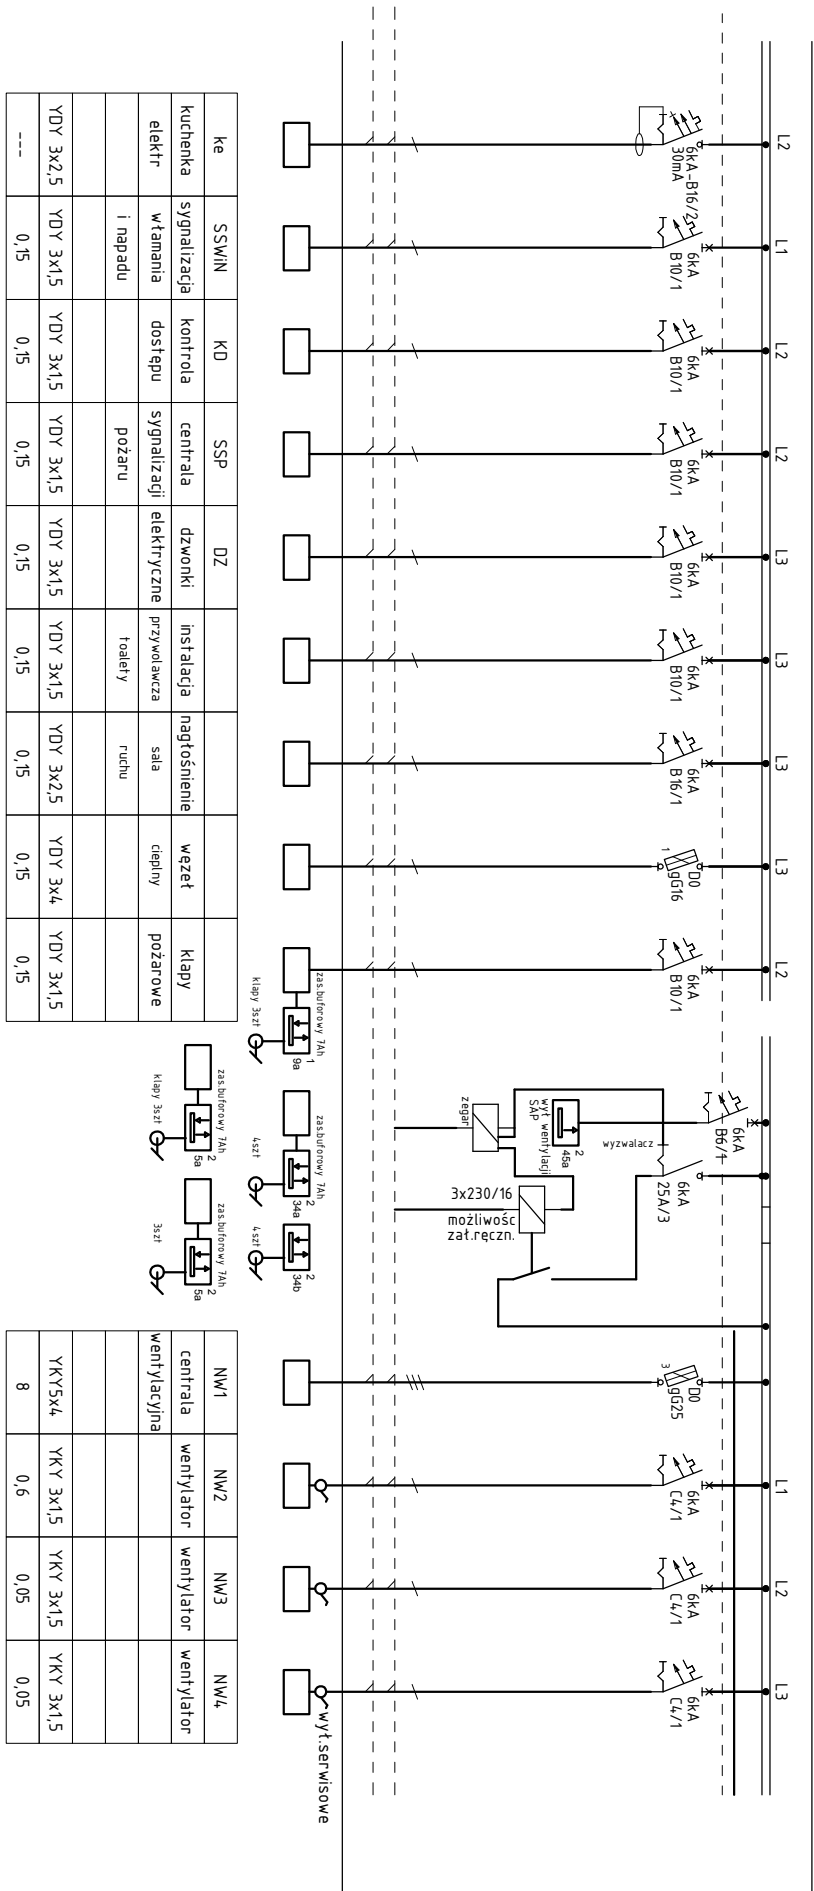 L2
L1
L2
L2
L3
L3
L3
L3
L2
6kA-B16/2
30mA
6kA
B10/1
6kA
B10/1
6kA
B10/1
6kA
B10/1
6kA
B10/1
6kA
B16/1
1
D0
gG16
6kA
B10/1
6kA
B6/1
wyzwalacz
6kA
25A/3
zegar
wył wentylacji
SAP
2
45a
3x230/16
możliwośc
zał.ręczn.
L1
L2
L3
3
D0
gG25
6kA
C4/1
6kA
C4/1
6kA
C4/1
wył.serwisowe
zas.buforowy 7Ah
1
9a
klapy 3szt
zas.buforowy 7Ah
2
34a
4szt
2
34b
4 szt
zas.buforowy 7Ah
2
5a
klapy 3szt
zas.buforowy 7Ah
2
5a
3szt
ke
SSWiN
KD
SSP
DZ
kuchenka
sygnalizacja
kontrola
centrala
dzwonki
instalacja
nagłośnienie
węzeł
klapy
elektr
włamania
dostępu
sygnalizacji
elektryczne
przywoławcza
sala
cieplny
pożarowe
i napadu
pożaru
toalety
ruchu
YDY 3x2,5
YDY 3x1,5
YDY 3x1,5
YDY 3x1,5
YDY 3x1,5
YDY 3x1,5
YDY 3x2,5
YDY 3x4
YDY 3x1,5
---
0,15
0,15
0,15
0,15
0,15
0,15
0,15
0,15
NW1
NW2
NW3
NW4
centrala
wentylator
wentylator
wentylator
wentylacyjna
YKY5x4
YKY 3x1,5
YKY 3x1,5
YKY 3x1,5
8
0,6
0,05
0,05